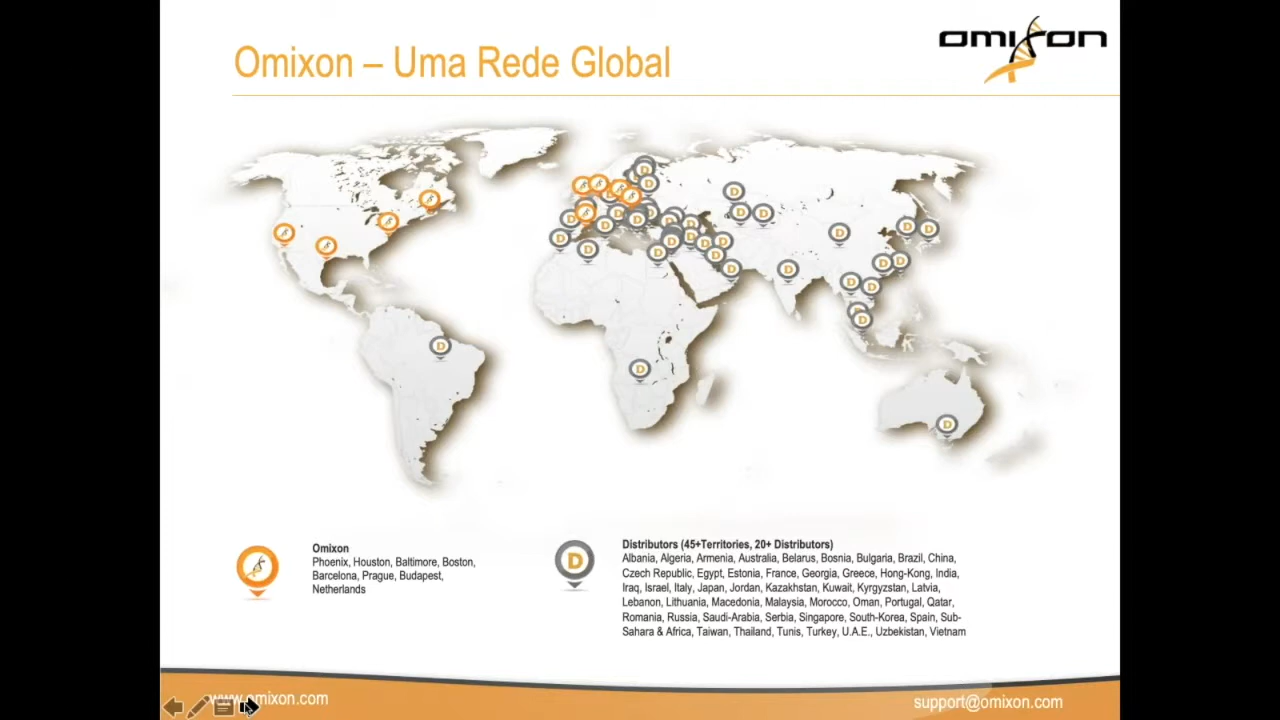 Omixon – Uma Rede Global
omixon
Omixon
Phoenix, Houston, Baltimore, Boston,
Barcelona, Prague, Budapest,
Netherlands
D
Distributors (45+Territories, 20+ Distributors)
Albania, Algeria, Armenia, Australia, Belarus, Bosnia, Bulgaria, Brazil, China,
Czech Republic, Egypt, Estonia, France, Georgia, Greece, Hong-Kong, India,
Iraq, Israel, Italy, Japan, Jordan, Kazakhstan, Kuwait, Kyrgyzstan, Latvia,
Lebanon, Lithuania, Macedonia, Malaysia, Morocco, Oman, Portugal, Qatar,
Romania, Russia, Saudi-Arabia, Serbia, Singapore, South-Korea, Spain, Sub-
Sahara & Africa, Taiwan, Thailand, Tunis, Turkey, U.A.E., Uzbekistan, Vietnam
www.omixon.com
support@omixon.com